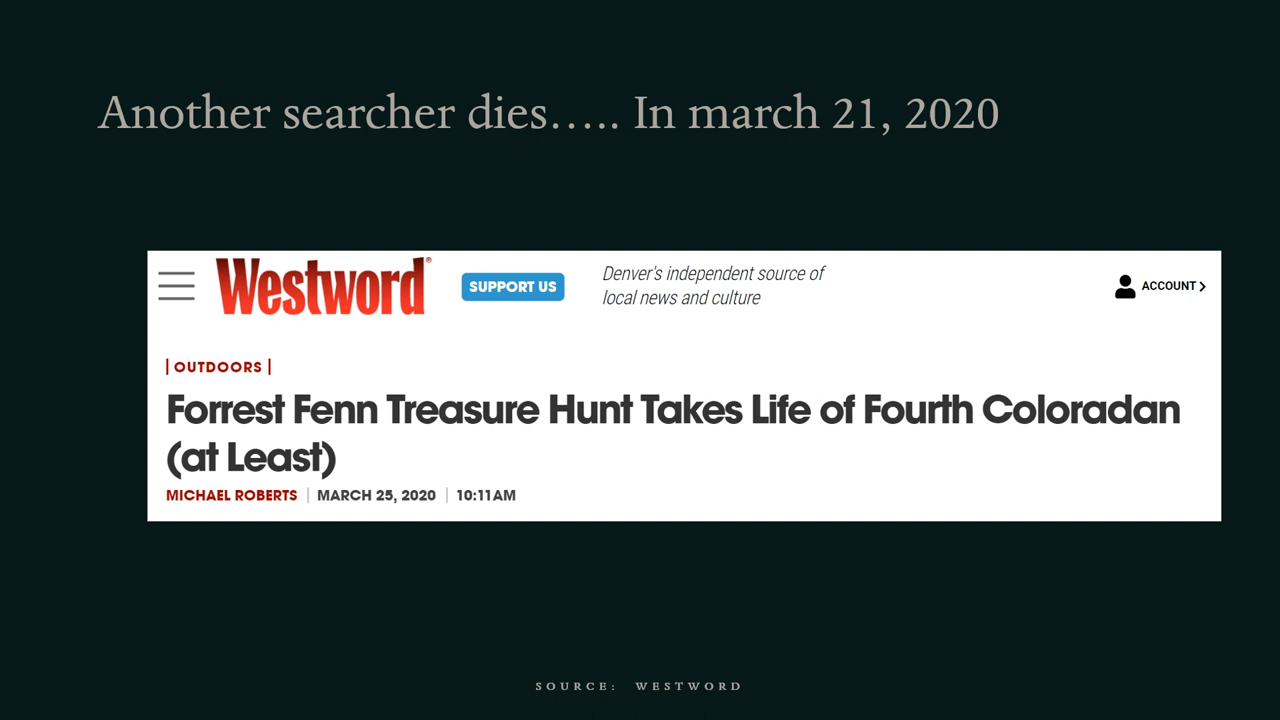 Another searcher dies….. In march 21, 2020
Westword®
SUPPORT US
Denver's independent source of
local news and culture
ACCOUNT
| OUTDOORS |
Forrest Fenn Treasure Hunt Takes Life of Fourth Coloradan
(at Least)
MICHAEL ROBERTS | MARCH 25, 2020 | 10:11AM
SOURCE: WESTWORD